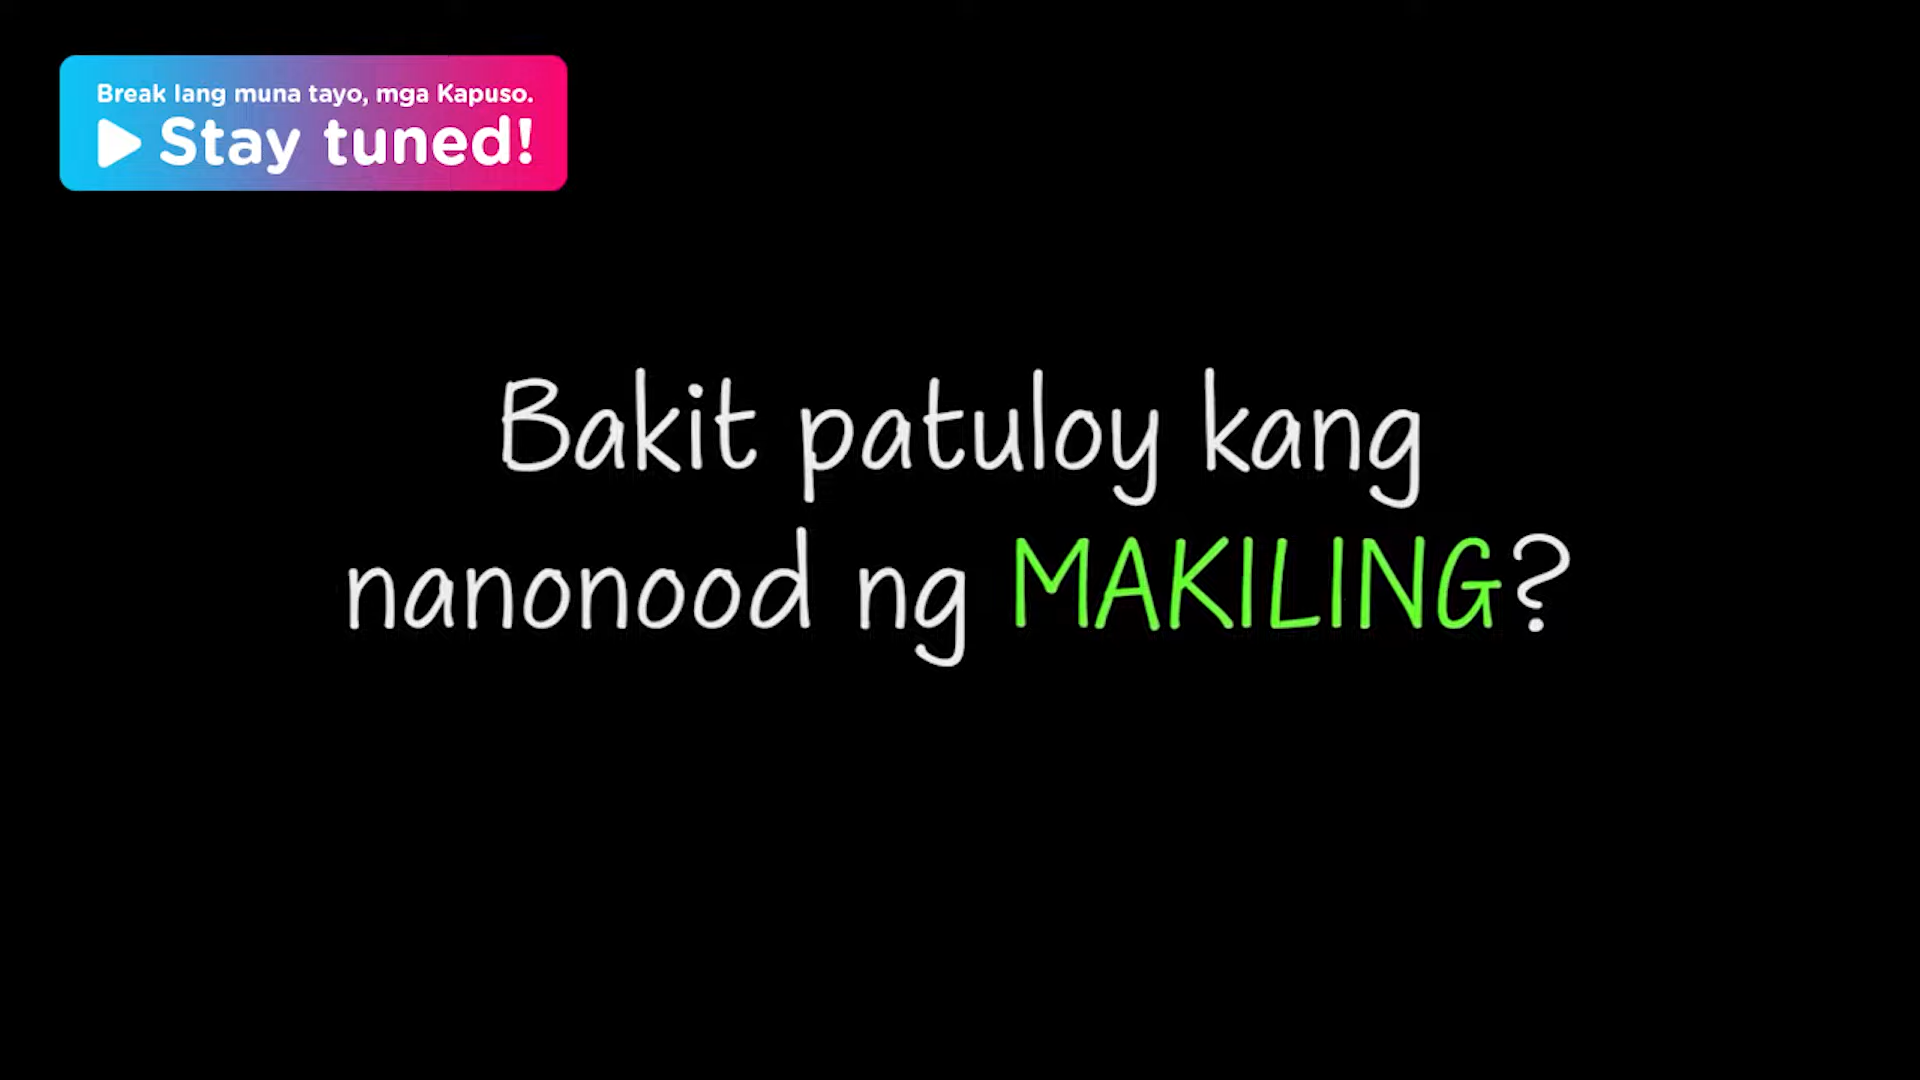 Break lang muna tayo, mga Kapuso.
Stay tuned!
Bakit patuloy kang
nanonood ng MAKILING?